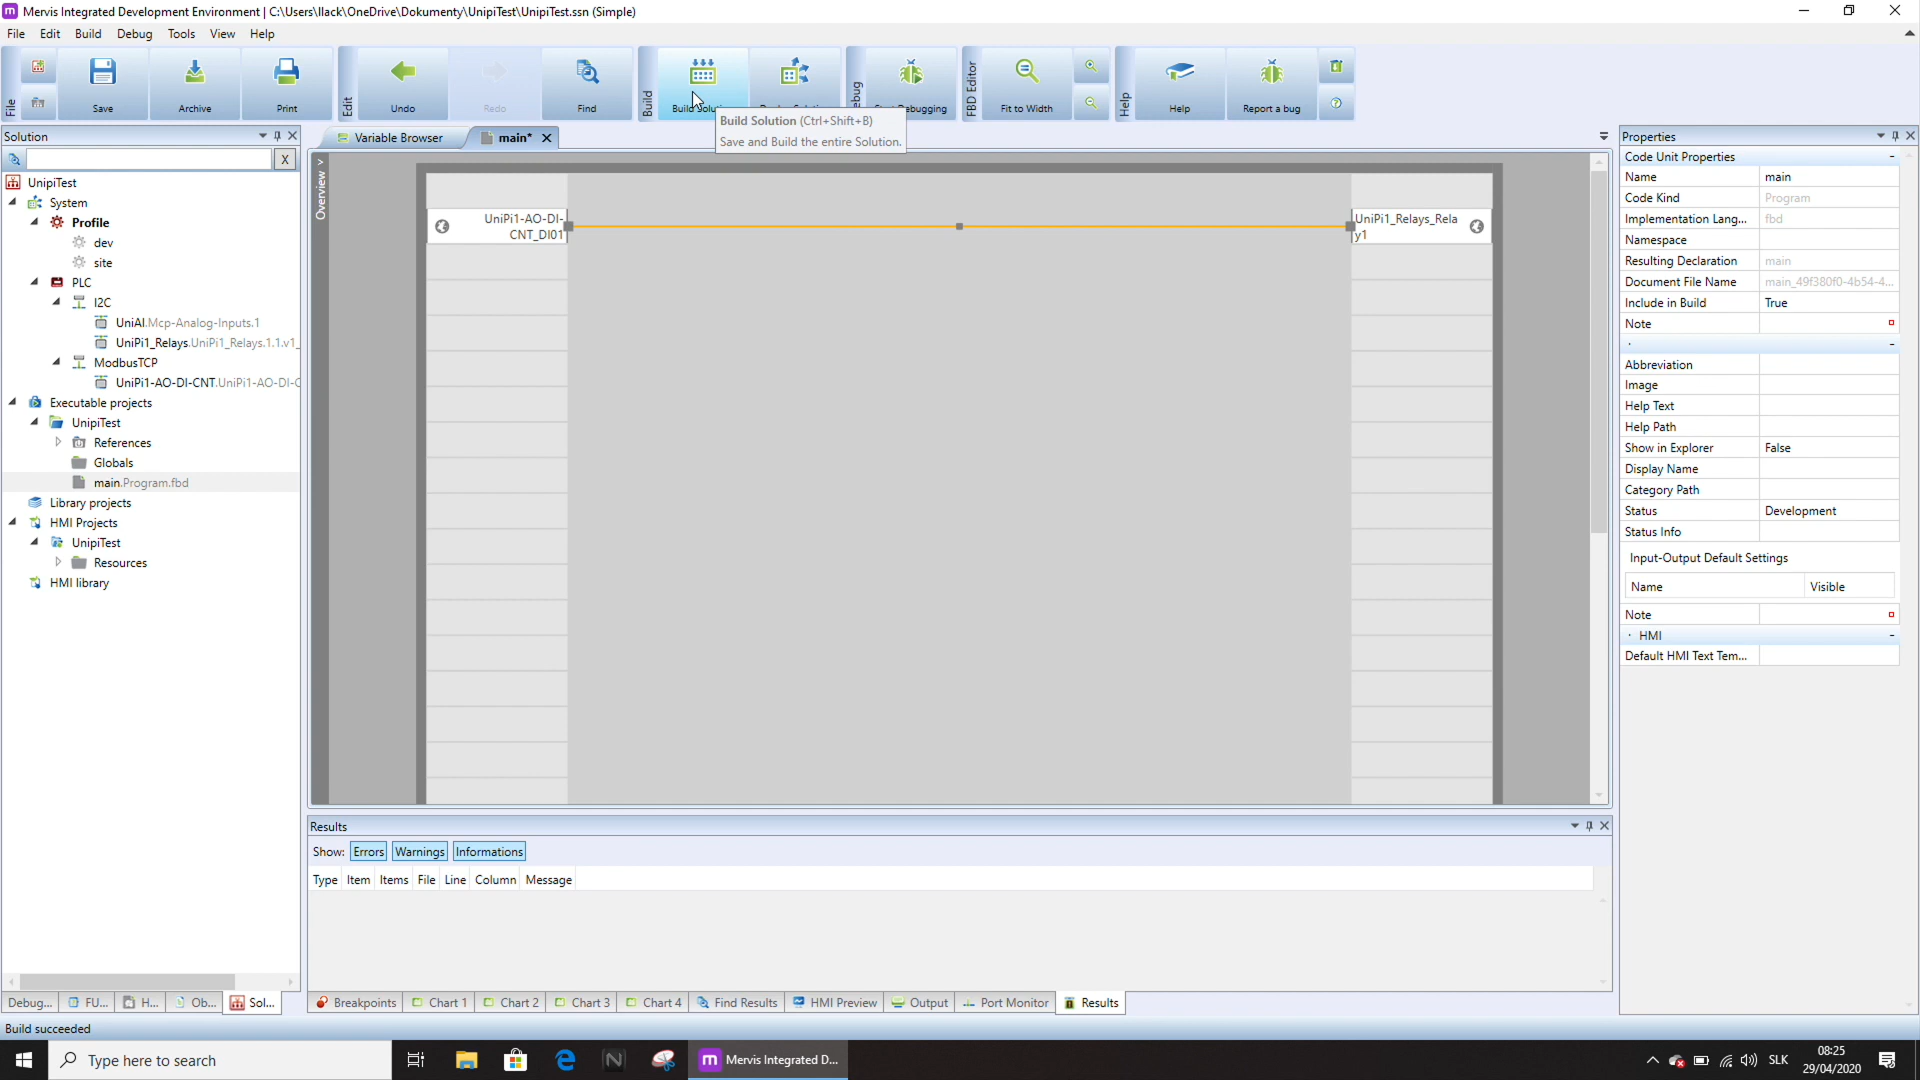 Mervis Integrated Development Environment | C:\Users\llack\OneDrive\Dokumenty\UnipiTest\UnipiTest.ssn (Simple)
File Edit Build Debug Tools View Help
File
Save
Archive
Print
Edit
Undo
Redo
Find
Build
Fit to Width
FBD Editor
Help
Help
Report a bug
Build Solution (Ctrl+Shift+B)
Save and Build the entire Solution.
Solution
X
UnipiTest
System
Profile
dev
site
PLC
I2C
UniAI.Mcp-Analog-Inputs.1
UniPi1_Relays.UniPi1_Relays.1.1.v1_
ModbusTCP
UniPi1-AO-DI-CNT.UniPi1-AO-DI-C
Executable projects
UnipiTest
References
Globals
main.Program.fbd
Library projects
HMI Projects
UnipiTest
Resources
HMI library
Debug... FU... H... Ob... Sol...
Variable Browser
main*
Overview >
UniPi1-AO-DI-
CNT_DI01
UniPi1_Relays_Rela
y1
Results
Show: Errors Warnings Informations
Type Item Items File Line Column Message
Breakpoints Chart 1 Chart 2 Chart 3 Chart 4 Find Results HMI Preview Output Port Monitor Results
Properties
Code Unit Properties
Name main
Code Kind Program
Implementation Lang... fbd
Namespace
Resulting Declaration main
Document File Name main_49f380f0-4b54-4...
Include in Build True
Note
Abbreviation
Image
Help Text
Help Path
Show in Explorer False
Display Name
Category Path
Status Development
Status Info
Input-Output Default Settings
Name Visible
Note
HMI
Default HMI Text Tem...
Build succeeded
Type here to search
Mervis Integrated D...
SLK
08:25
29/04/2020